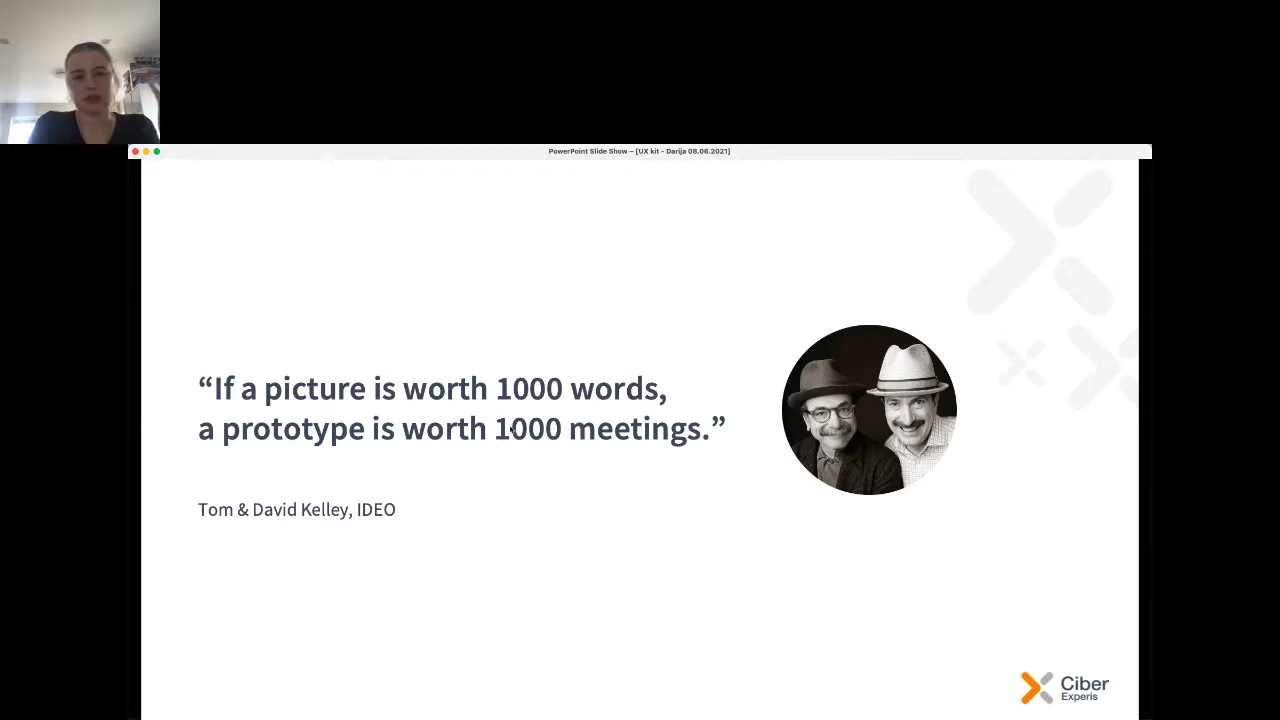 PowerPoint Slide Show – [UX kit - Darija 08.06.2021]
“If a picture is worth 1000 words,
a prototype is worth 1000 meetings.”
Tom & David Kelley, IDEO
Ciber
Experis